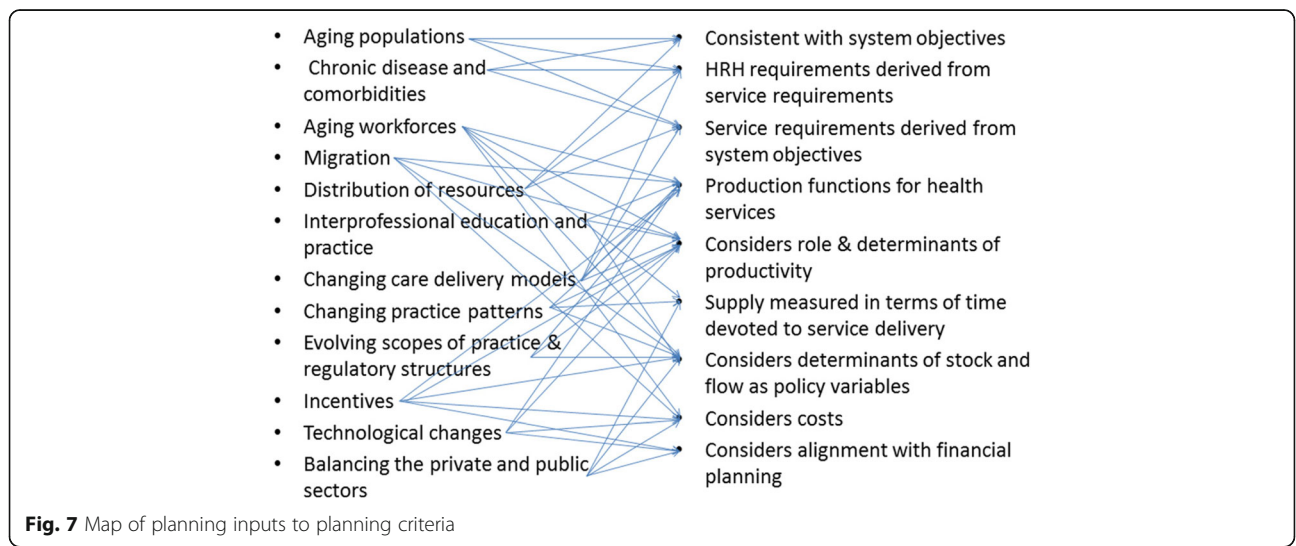 • Aging populations
• Chronic disease and
comorbidities
• Aging workforces
• Migration
• Distribution of resources
• Interprofessional education and
practice
• Changing care delivery models
• Changing practice patterns
• Evolving scopes of practice &
regulatory structures
• Incentives
• Technological changes
• Balancing the private and public
sectors
• Consistent with system objectives
• HRH requirements derived from
service requirements
• Service requirements derived from
system objectives
• Production functions for health
services
• Considers role & determinants of
productivity
• Supply measured in terms of time
devoted to service delivery
• Considers determinants of stock and
flow as policy variables
• Considers costs
• Considers alignment with financial
planning
Fig. 7 Map of planning inputs to planning criteria